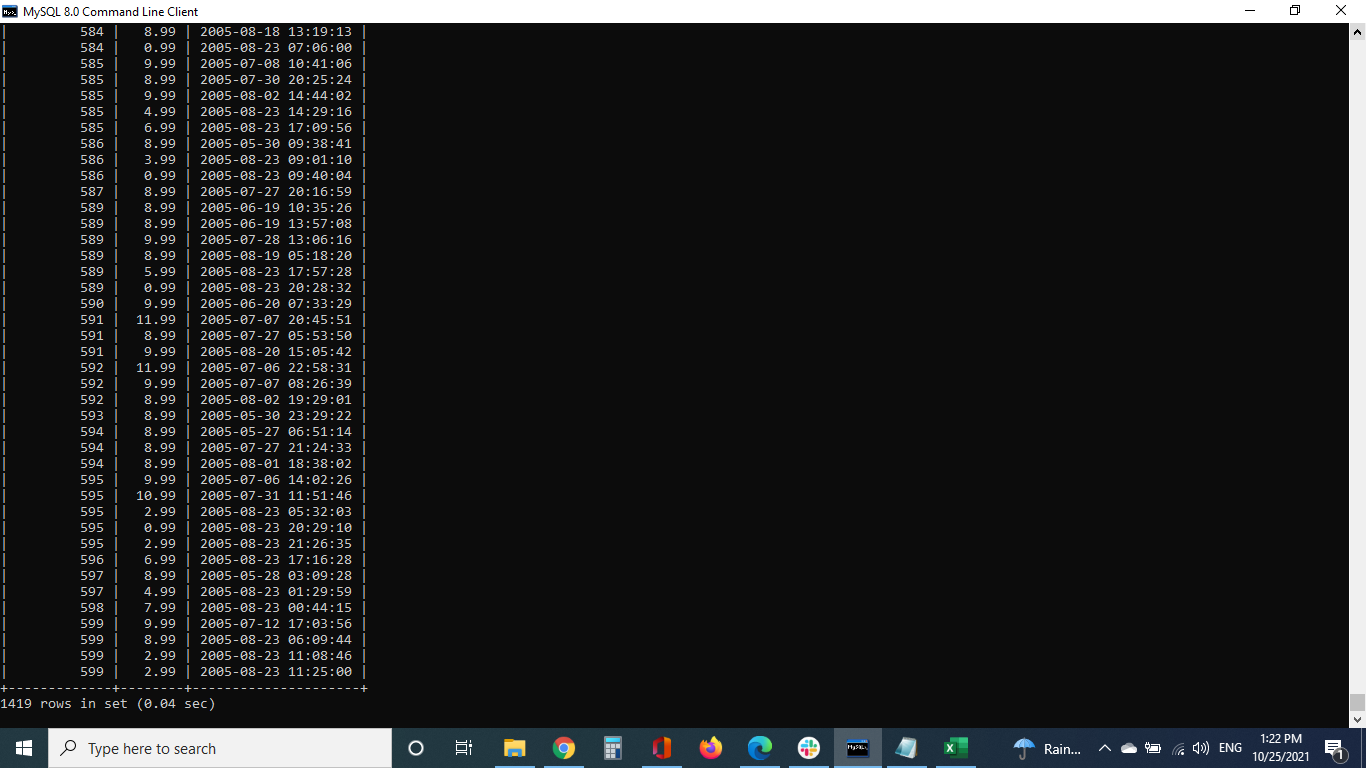 MySQL 8.0 Command Line Client
| 584 | 8.99 | 2005-08-18 13:19:13 |
| 584 | 0.99 | 2005-08-23 07:06:00 |
| 585 | 9.99 | 2005-07-08 10:41:06 |
| 585 | 8.99 | 2005-07-30 20:25:24 |
| 585 | 9.99 | 2005-08-02 14:44:02 |
| 585 | 4.99 | 2005-08-23 14:29:16 |
| 585 | 6.99 | 2005-08-23 17:09:56 |
| 586 | 8.99 | 2005-05-30 09:38:41 |
| 586 | 3.99 | 2005-08-23 09:01:10 |
| 586 | 0.99 | 2005-08-23 09:40:04 |
| 587 | 8.99 | 2005-07-27 20:16:59 |
| 589 | 8.99 | 2005-06-19 10:35:26 |
| 589 | 8.99 | 2005-06-19 13:57:08 |
| 589 | 9.99 | 2005-07-28 13:06:16 |
| 589 | 8.99 | 2005-08-19 05:18:20 |
| 589 | 5.99 | 2005-08-23 17:57:28 |
| 589 | 0.99 | 2005-08-23 20:28:32 |
| 590 | 9.99 | 2005-06-20 07:33:29 |
| 591 | 11.99 | 2005-07-07 20:45:51 |
| 591 | 8.99 | 2005-07-27 05:53:50 |
| 591 | 9.99 | 2005-08-20 15:05:42 |
| 592 | 11.99 | 2005-07-06 22:58:31 |
| 592 | 9.99 | 2005-07-07 08:26:39 |
| 592 | 8.99 | 2005-08-02 19:29:01 |
| 593 | 8.99 | 2005-05-30 23:29:22 |
| 594 | 8.99 | 2005-05-27 06:51:14 |
| 594 | 8.99 | 2005-07-27 21:24:33 |
| 594 | 8.99 | 2005-08-01 18:38:02 |
| 595 | 9.99 | 2005-07-06 14:02:26 |
| 595 | 10.99 | 2005-07-31 11:51:46 |
| 595 | 2.99 | 2005-08-23 05:32:03 |
| 595 | 0.99 | 2005-08-23 20:29:10 |
| 595 | 2.99 | 2005-08-23 21:26:35 |
| 596 | 6.99 | 2005-08-23 17:16:28 |
| 597 | 8.99 | 2005-05-28 03:09:28 |
| 597 | 4.99 | 2005-08-23 01:29:59 |
| 598 | 7.99 | 2005-08-23 00:44:15 |
| 599 | 9.99 | 2005-07-12 17:03:56 |
| 599 | 8.99 | 2005-08-23 06:09:44 |
| 599 | 2.99 | 2005-08-23 11:08:46 |
| 599 | 2.99 | 2005-08-23 11:25:00 |
+-------------+--------+---------------------+
1419 rows in set (0.04 sec)
Type here to search
Rain...
ENG
1:22 PM
10/25/2021
1